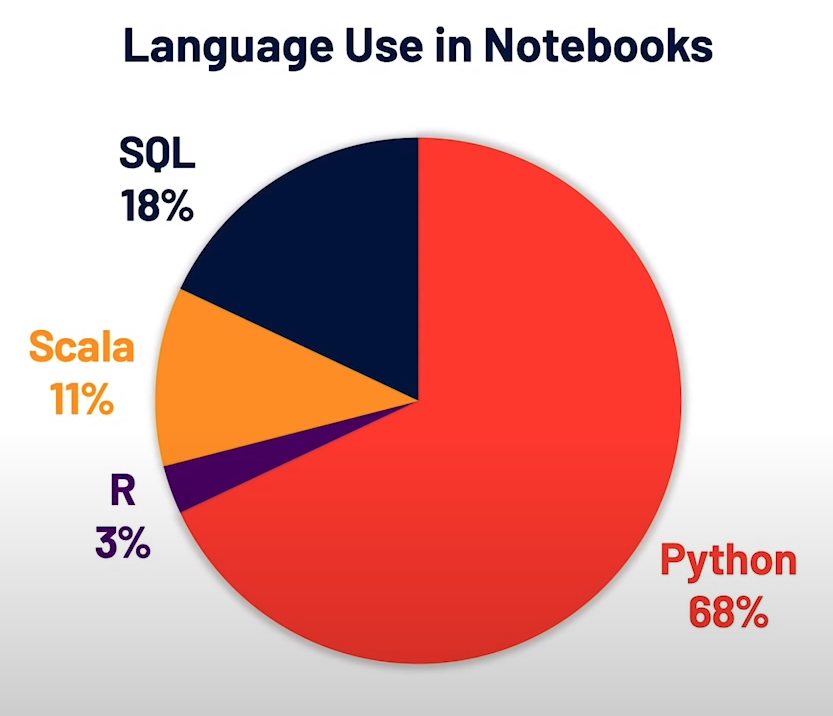 Language Use in Notebooks
SQL
18%
Scala
11%
R
3%
Python
68%